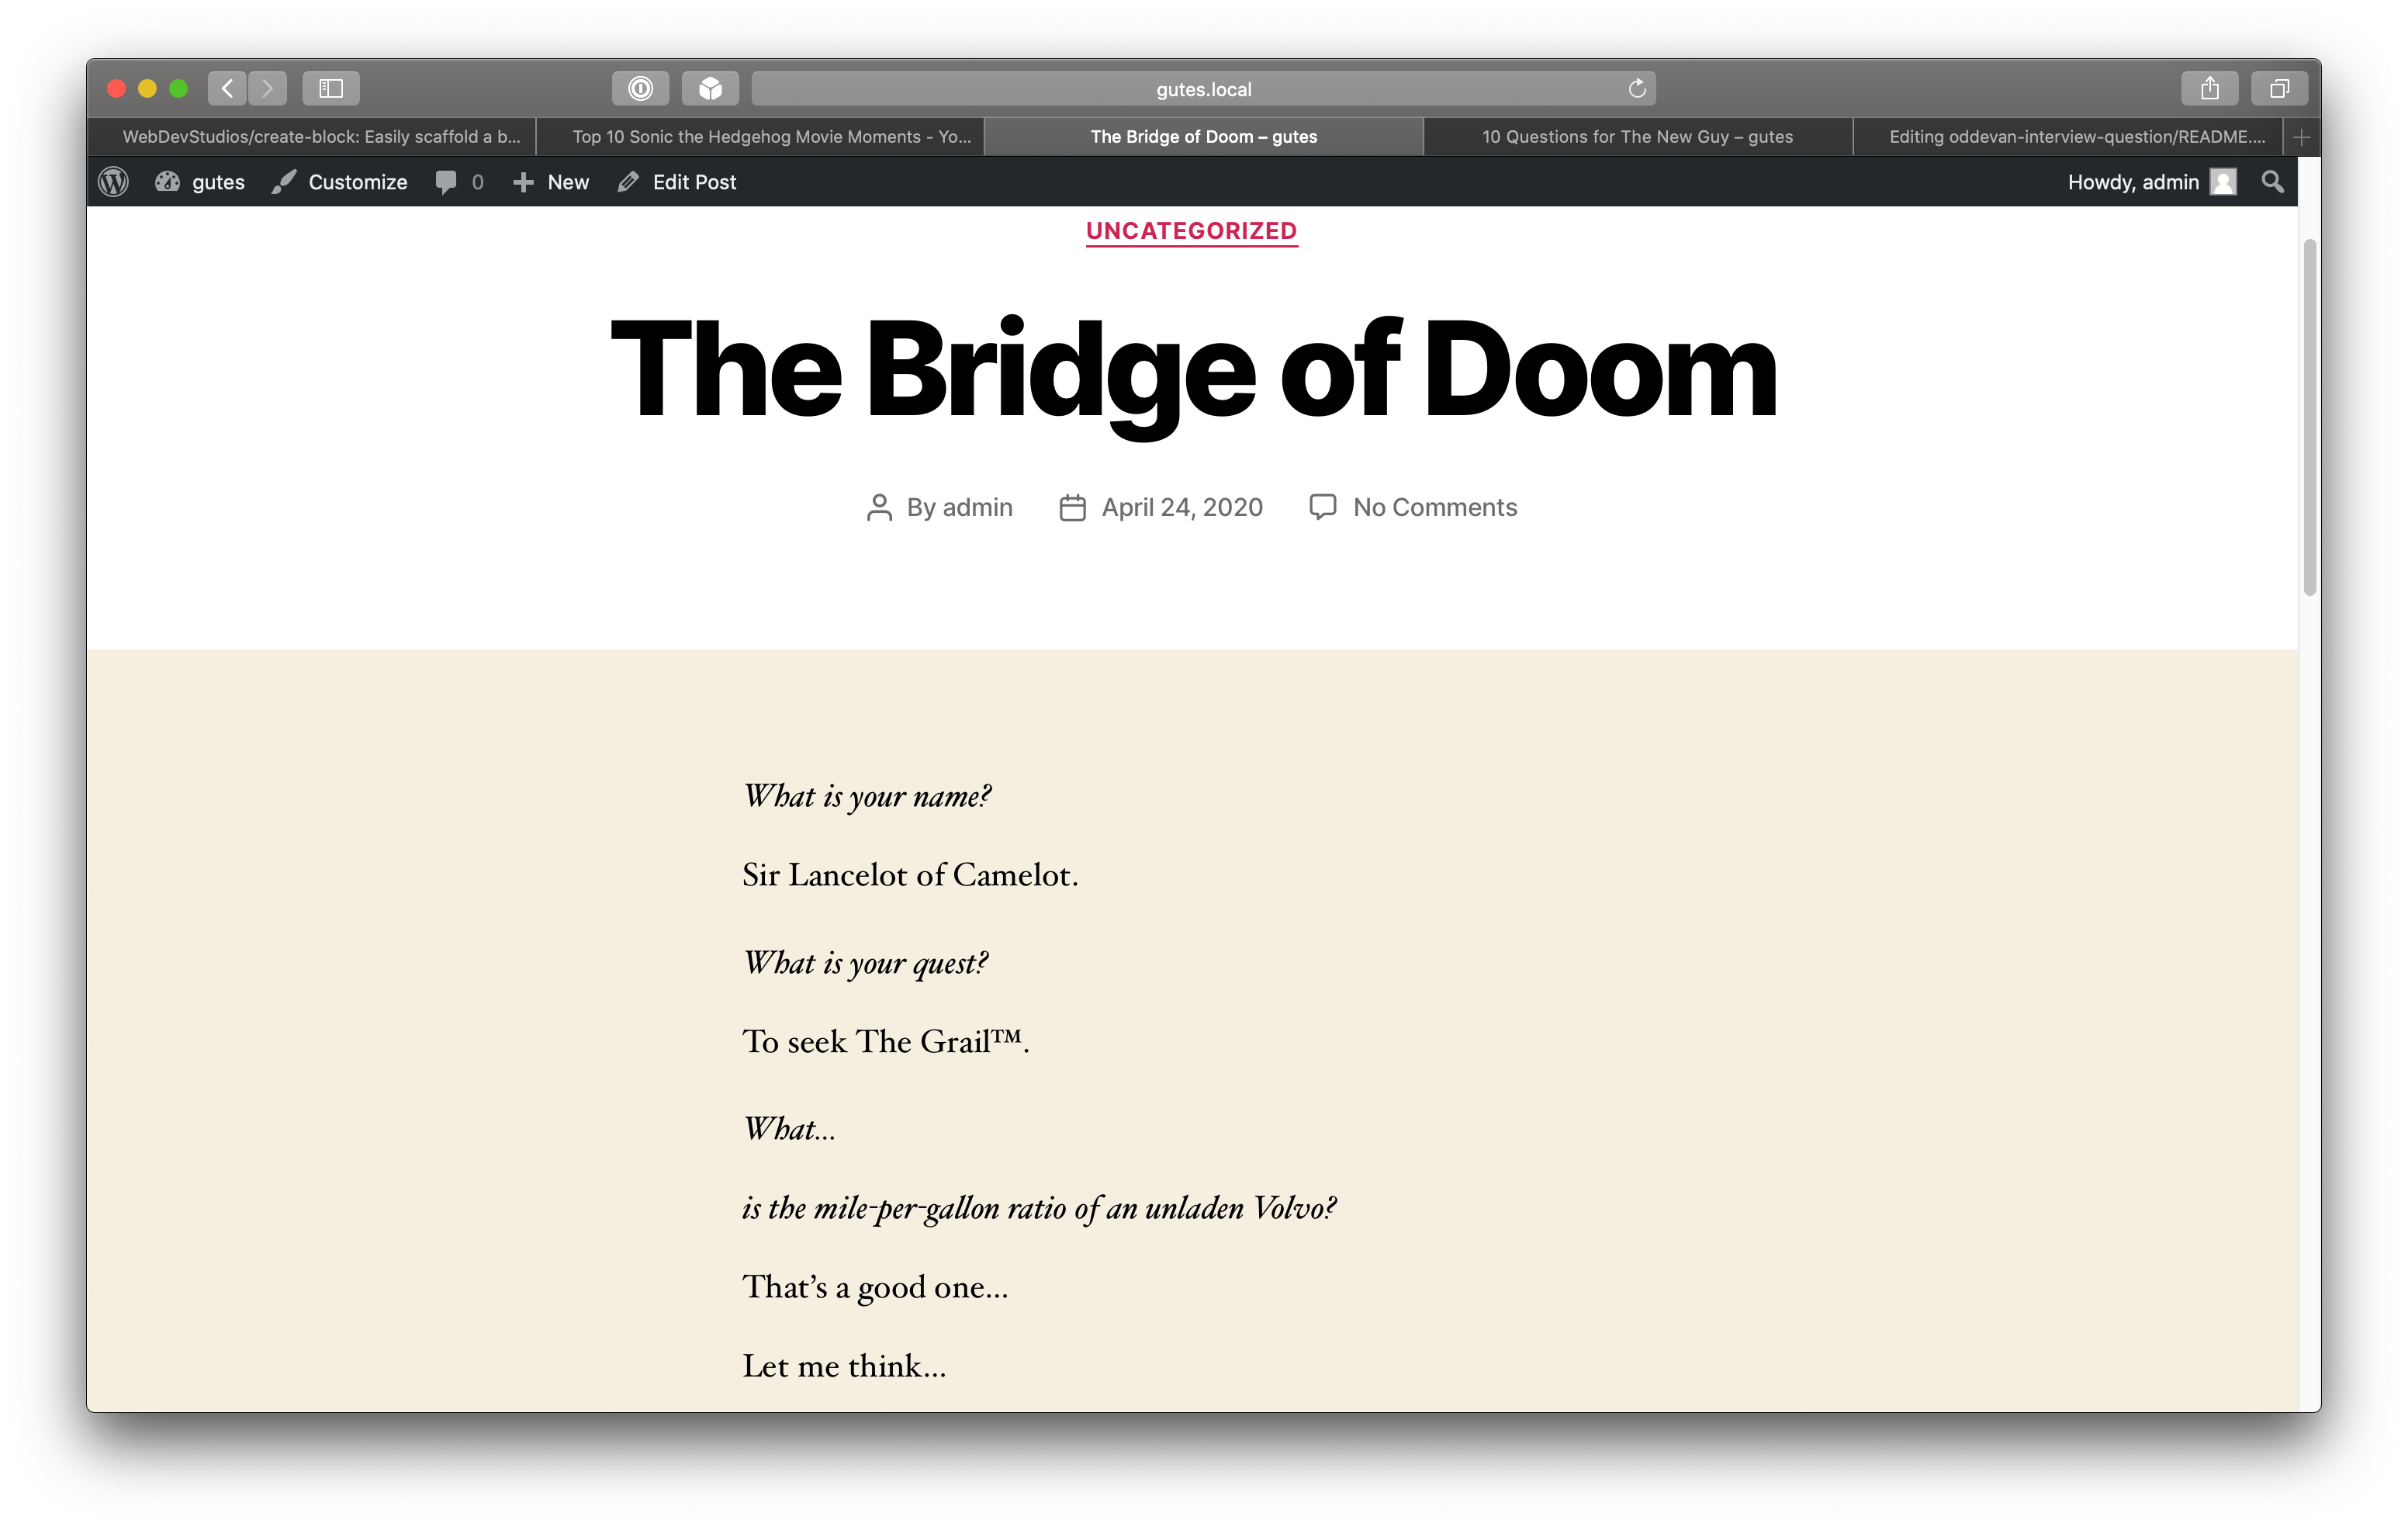 gutes.local
WebDevStudios/create-block: Easily scaffold a b...
Top 10 Sonic the Hedgehog Movie Moments - Yo...
The Bridge of Doom – gutes
10 Questions for The New Guy – gutes
Editing oddevan-interview-question/README....
gutes Customize 0 New Edit Post Howdy, admin
UNCATEGORIZED
The Bridge of Doom
By admin April 24, 2020 No Comments
What is your name?
Sir Lancelot of Camelot.
What is your quest?
To seek The Grail™.
What…
is the mile-per-gallon ratio of an unladen Volvo?
That’s a good one…
Let me think…